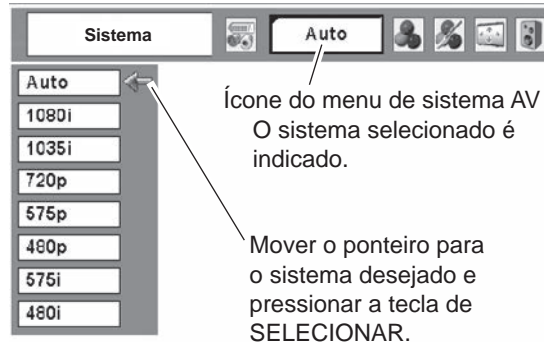 Sistema
Auto
Auto
1080i
1035i
720p
575p
480p
575i
480i
Ícone do menu de sistema AV
O sistema selecionado é
indicado.
Mover o ponteiro para
o sistema desejado e
pressionar a tecla de
SELECIONAR.